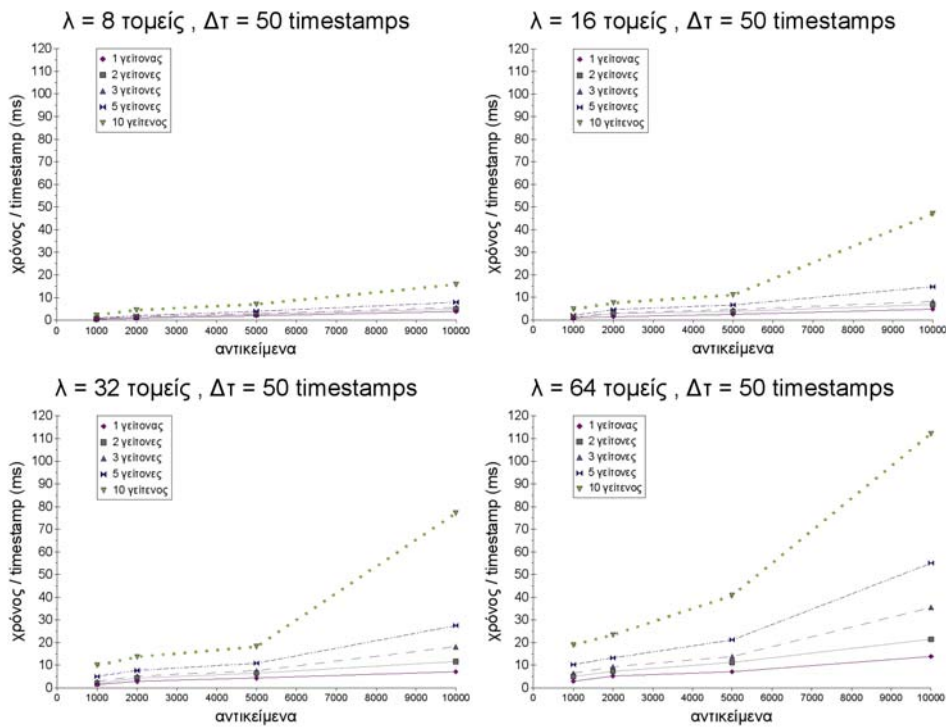 λ = 8 τομείς , Δτ = 50 timestamps
120
110
100
90
80
70
60
50
40
30
20
10
0
χρόνος / timestamp (ms)
1 γείτονας
2 γείτονες
3 γείτονες
5 γείτονες
10 γείτενος
0 1000 2000 3000 4000 5000 6000 7000 8000 9000 10000
αντικείμενα
λ = 16 τομείς , Δτ = 50 timestamps
120
110
100
90
80
70
60
50
40
30
20
10
0
χρόνος / timestamp (ms)
1 γείτονας
2 γείτονες
3 γείτονες
5 γείτονες
10 γείτενος
0 1000 2000 3000 4000 5000 6000 7000 8000 9000 10000
αντικείμενα
λ = 32 τομείς , Δτ = 50 timestamps
120
110
100
90
80
70
60
50
40
30
20
10
0
χρόνος / timestamp (ms)
1 γείτονας
2 γείτονες
3 γείτονες
5 γείτονες
10 γείτενος
0 1000 2000 3000 4000 5000 6000 7000 8000 9000 10000
αντικείμενα
λ = 64 τομείς , Δτ = 50 timestamps
120
110
100
90
80
70
60
50
40
30
20
10
0
χρόνος / timestamp (ms)
1 γείτονας
2 γείτονες
3 γείτονες
5 γείτονες
10 γείτενος
0 1000 2000 3000 4000 5000 6000 7000 8000 9000 10000
αντικείμενα